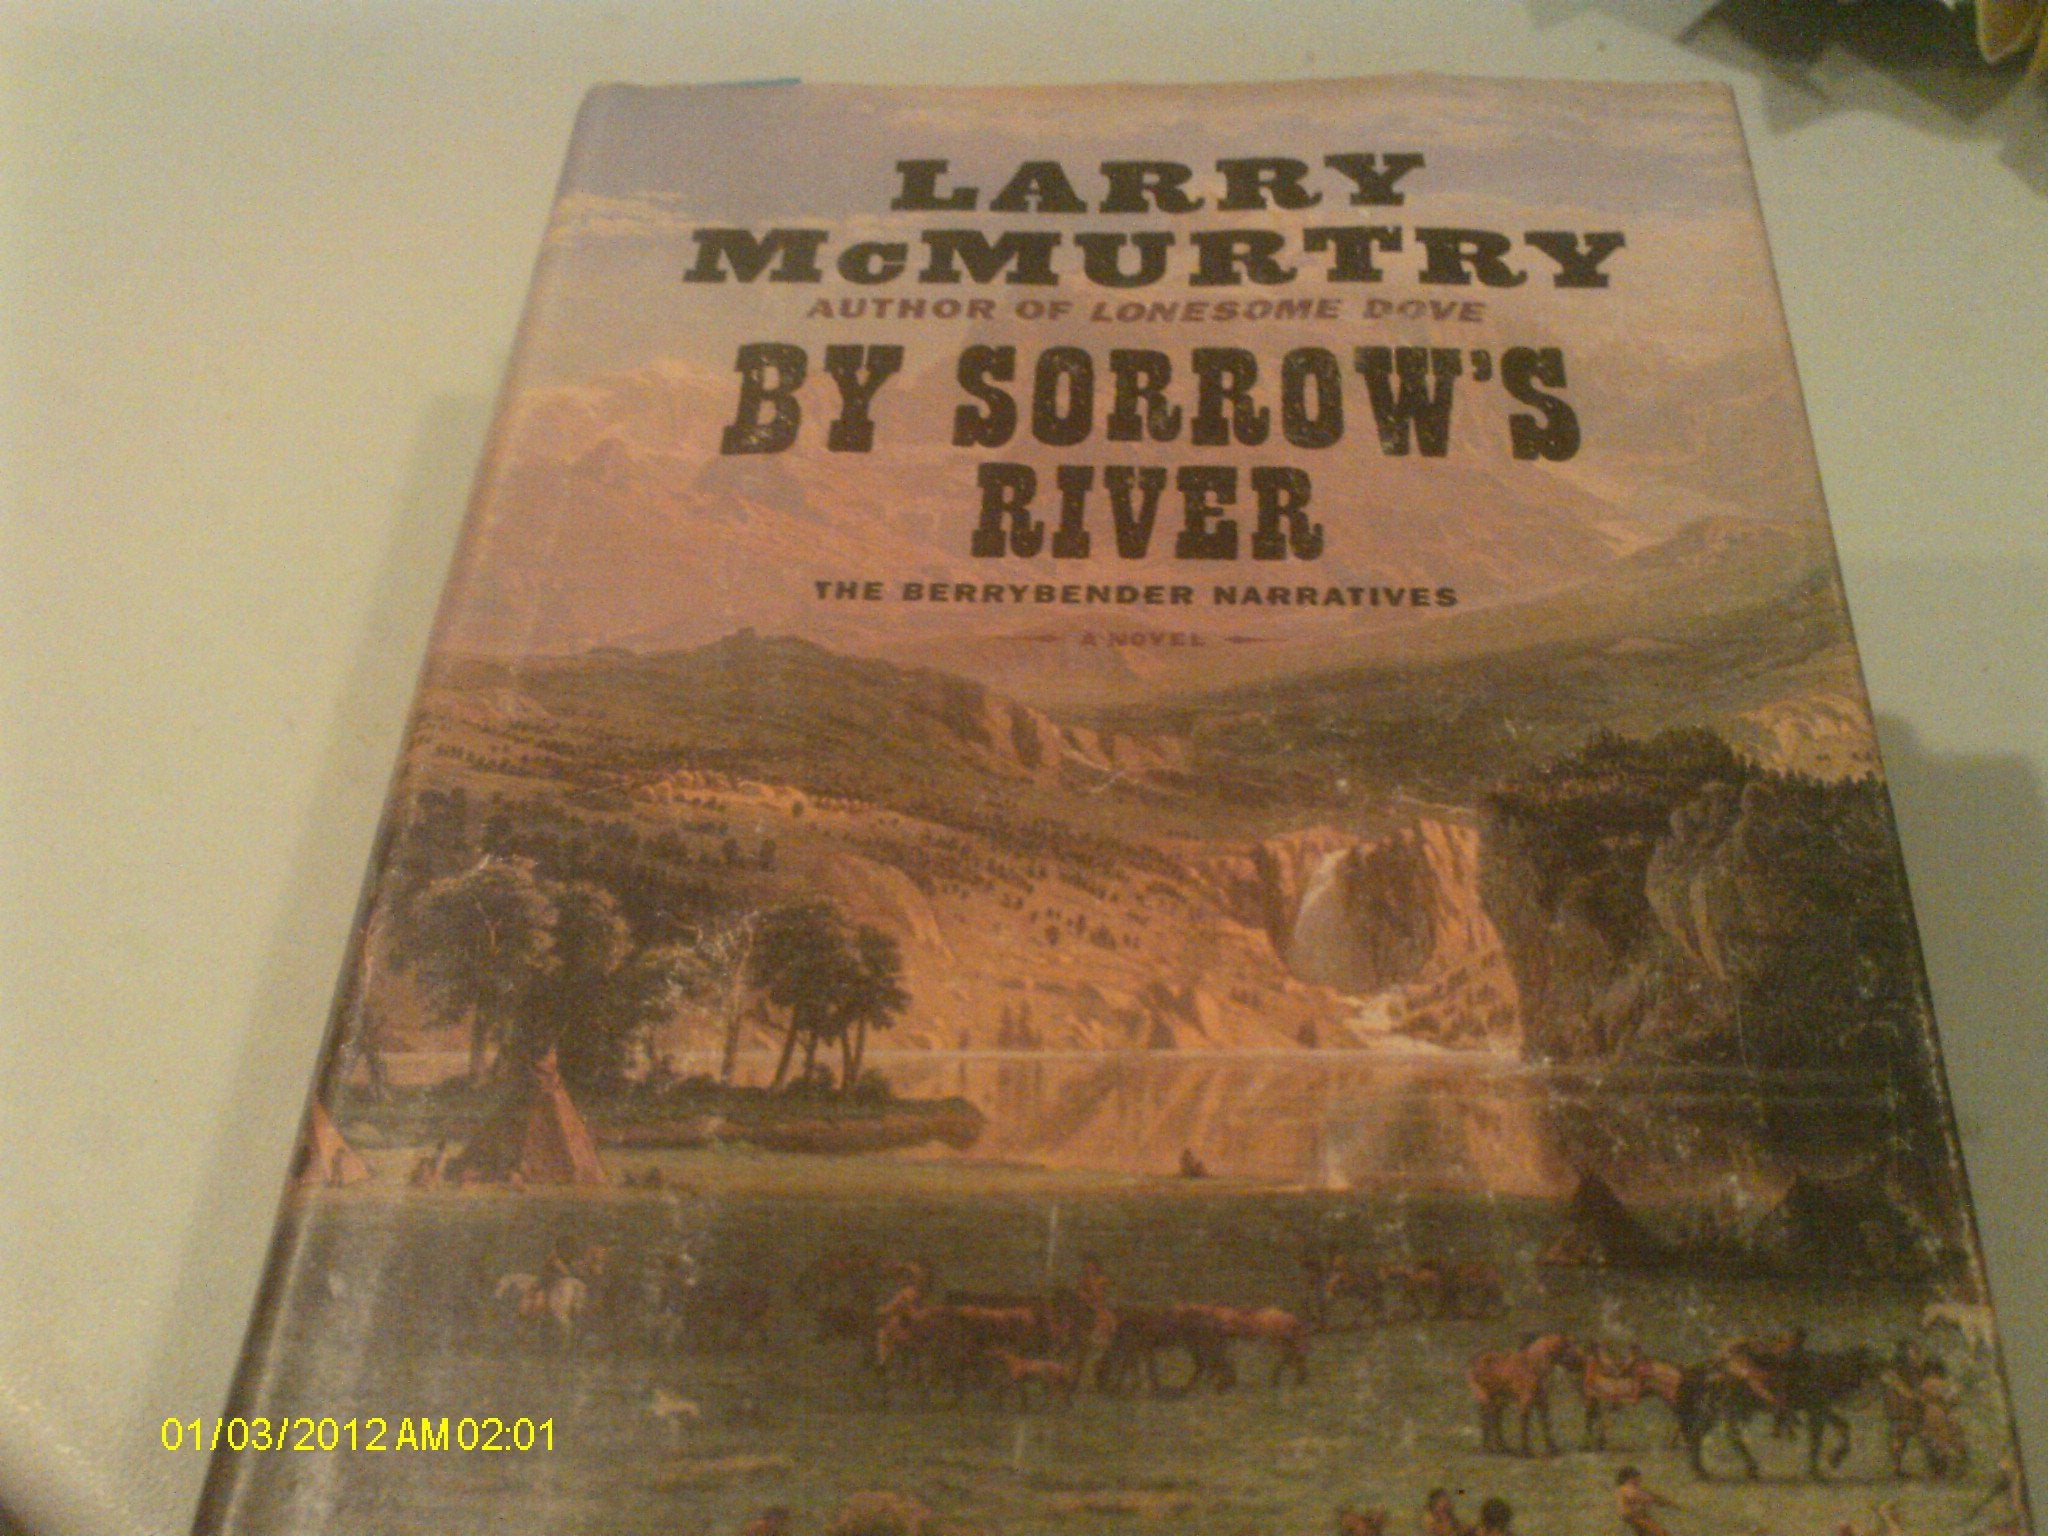 LARRY
McMURTRY
AUTHOR OF LONESOME DOVE
BY SORROW'S
RIVER
THE BERRYBENDER NARRATIVES
A NOVEL
01/03/2012 AM 02:01